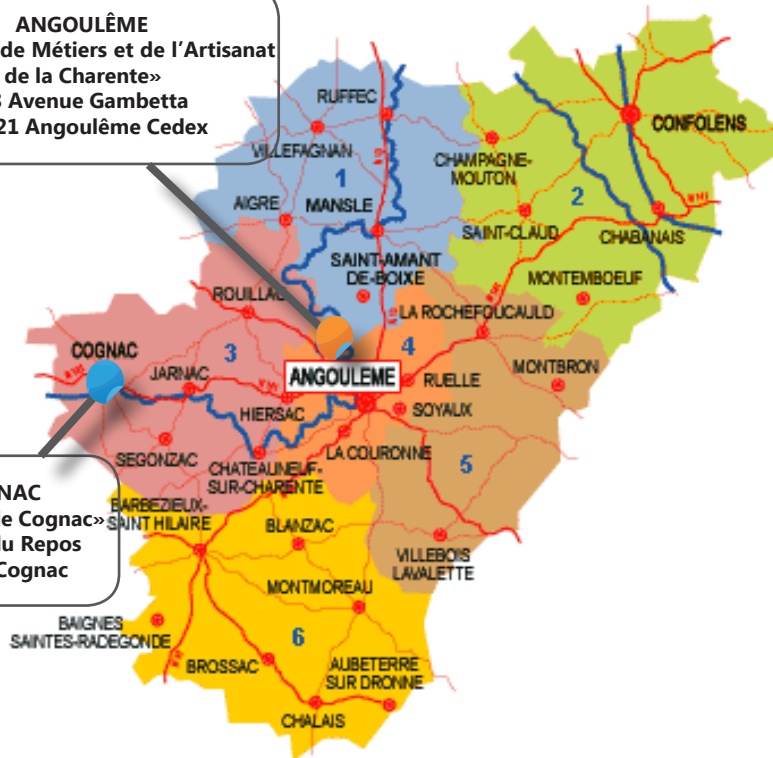 ANGOULÊME
de Métiers et de l'Artisanat
de la Charente»
Avenue Gambetta
21 Angoulême Cedex
RUFFEC
VILLEFAGNAN
1
CONFOLENS
CHAMPAGNE-
MOUTON
2
AIGRE
MANSLE
SAINT-CLAUD
CHABANAIS
SAINT-AMANT
DE-BOIXE
MONTEMBOEUF
ROUILLAC
LA ROCHEFOUCAULD
COGNAC
3
4
JARNAC
ANGOULEME
RUELLE
MONTBRON
HIERSAC
SOYAUX
SEGONZAC
CHATEAUNEUF-
SUR-CHARENTE
LA COURONNE
5
NAC
de Cognac»
du Repos
Cognac
BARBEZIEUX-
SAINT HILAIRE
BLANZAC
VILLEBOIS
LAVALETTE
MONTMOREAU
BAIGNES
SAINTES-RADEGONDE
6
BROSSAC
AUBETERRE
SUR DRONNE
CHALAIS